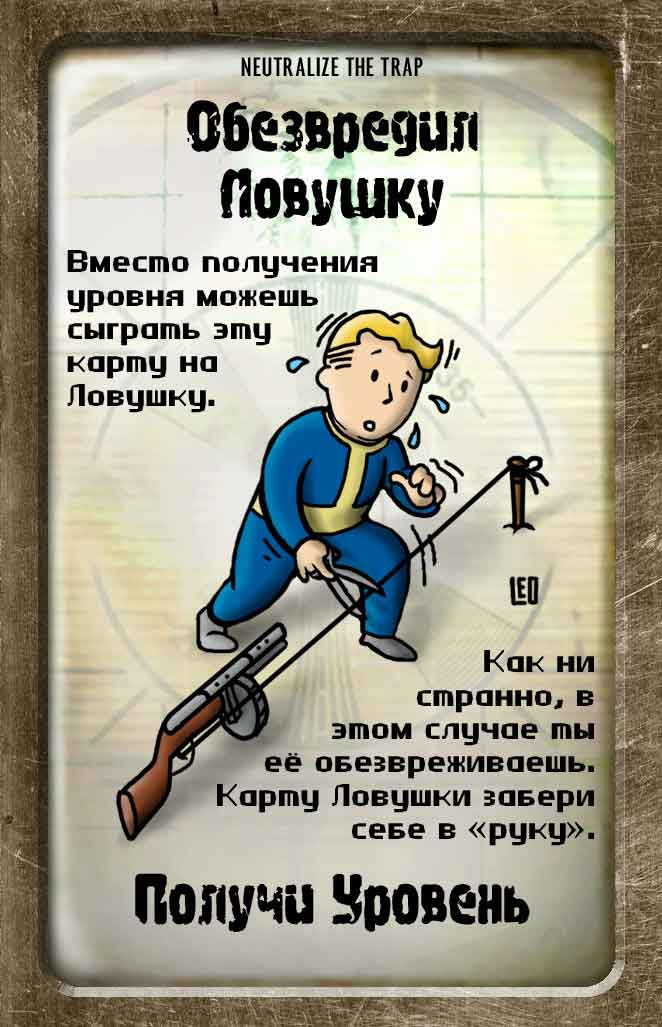 NEUTRALIZE THE TRAP
Обезвредил
Ловушку
Вместо получения
уровня можешь
сыграть эту
карту на
Ловушку.
35
LEO
Как ни
странно, в
этом случае ты
её обезвреживаешь.
Карту Ловушки забери
себе в «руку».
Получи Уровень